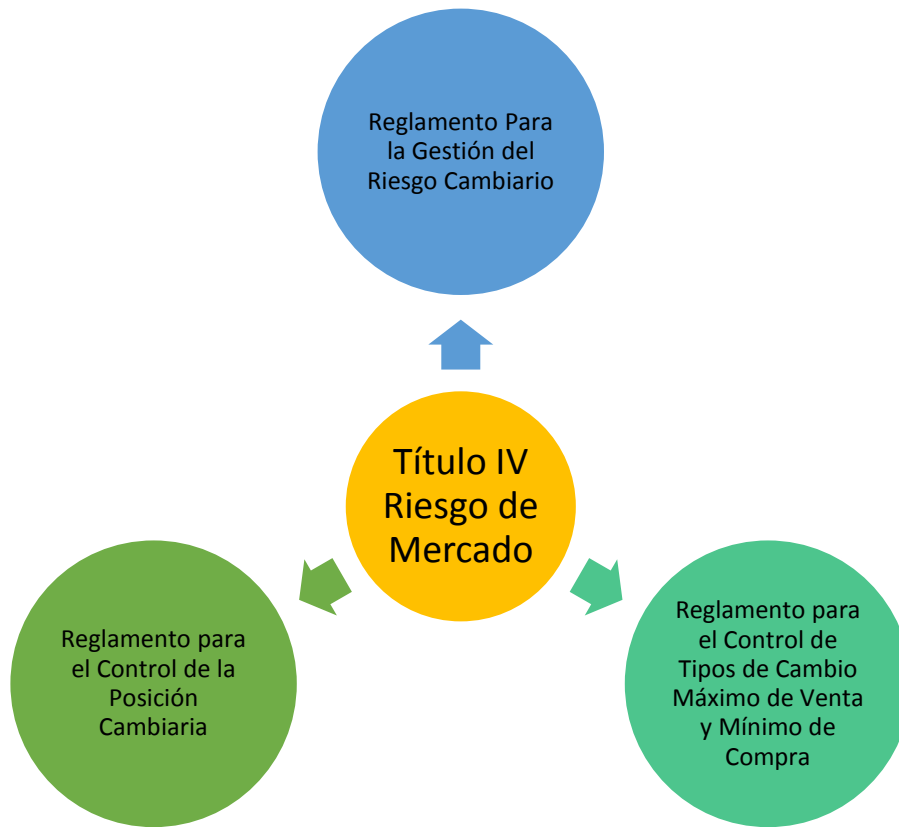 Reglamento Para
la Gestión del
Riesgo Cambiario
Título IV
Riesgo de
Mercado
Reglamento para
el Control de la
Posición
Cambiaria
Reglamento para
el Control de
Tipos de Cambio
Máximo de Venta
y Mínimo de
Compra